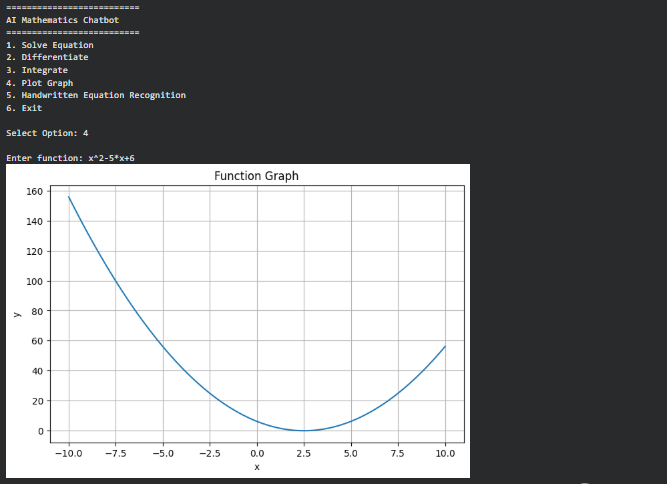 ==========================
AI Mathematics Chatbot
==========================
1. Solve Equation
2. Differentiate
3. Integrate
4. Plot Graph
5. Handwritten Equation Recognition
6. Exit
Select Option: 4
Enter function: x^2-5*x+6
Function Graph
160
140
120
100
80
60
40
20
0
y
−10.0 −7.5 −5.0 −2.5 0.0 2.5 5.0 7.5 10.0
x